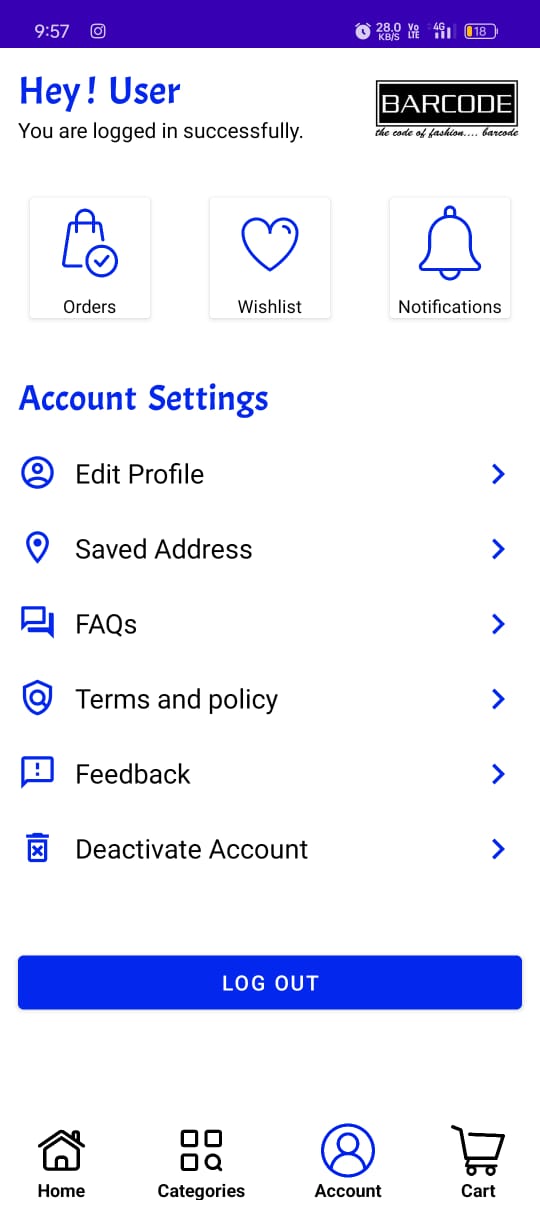 9:57
28.0 KB/S Vo LTE 4G 18
Hey! User
You are logged in successfully.
BARCODE
the code of fashion.... barcode
Orders
Wishlist
Notifications
Account Settings
Edit Profile
Saved Address
FAQs
Terms and policy
Feedback
Deactivate Account
LOG OUT
Home
Categories
Account
Cart